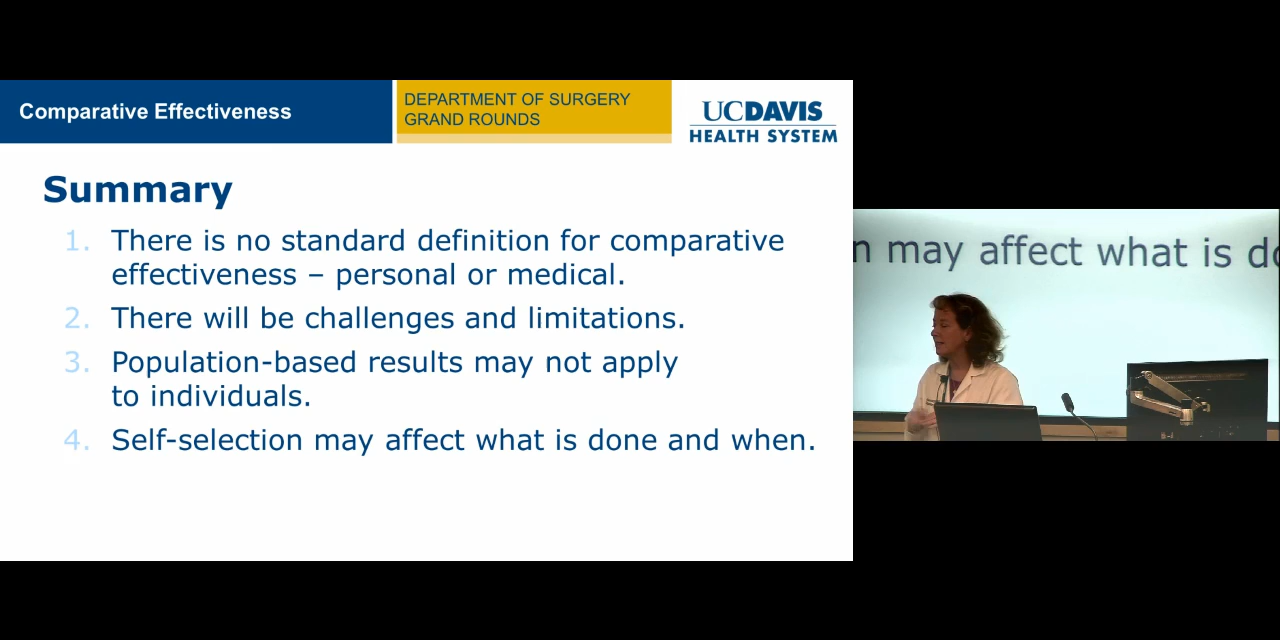 Comparative Effectiveness
DEPARTMENT OF SURGERY
GRAND ROUNDS
UCDAVIS
HEALTH SYSTEM
Summary
1. There is no standard definition for comparative
effectiveness – personal or medical.
2. There will be challenges and limitations.
3. Population-based results may not apply
to individuals.
4. Self-selection may affect what is done and when.
may affect what is